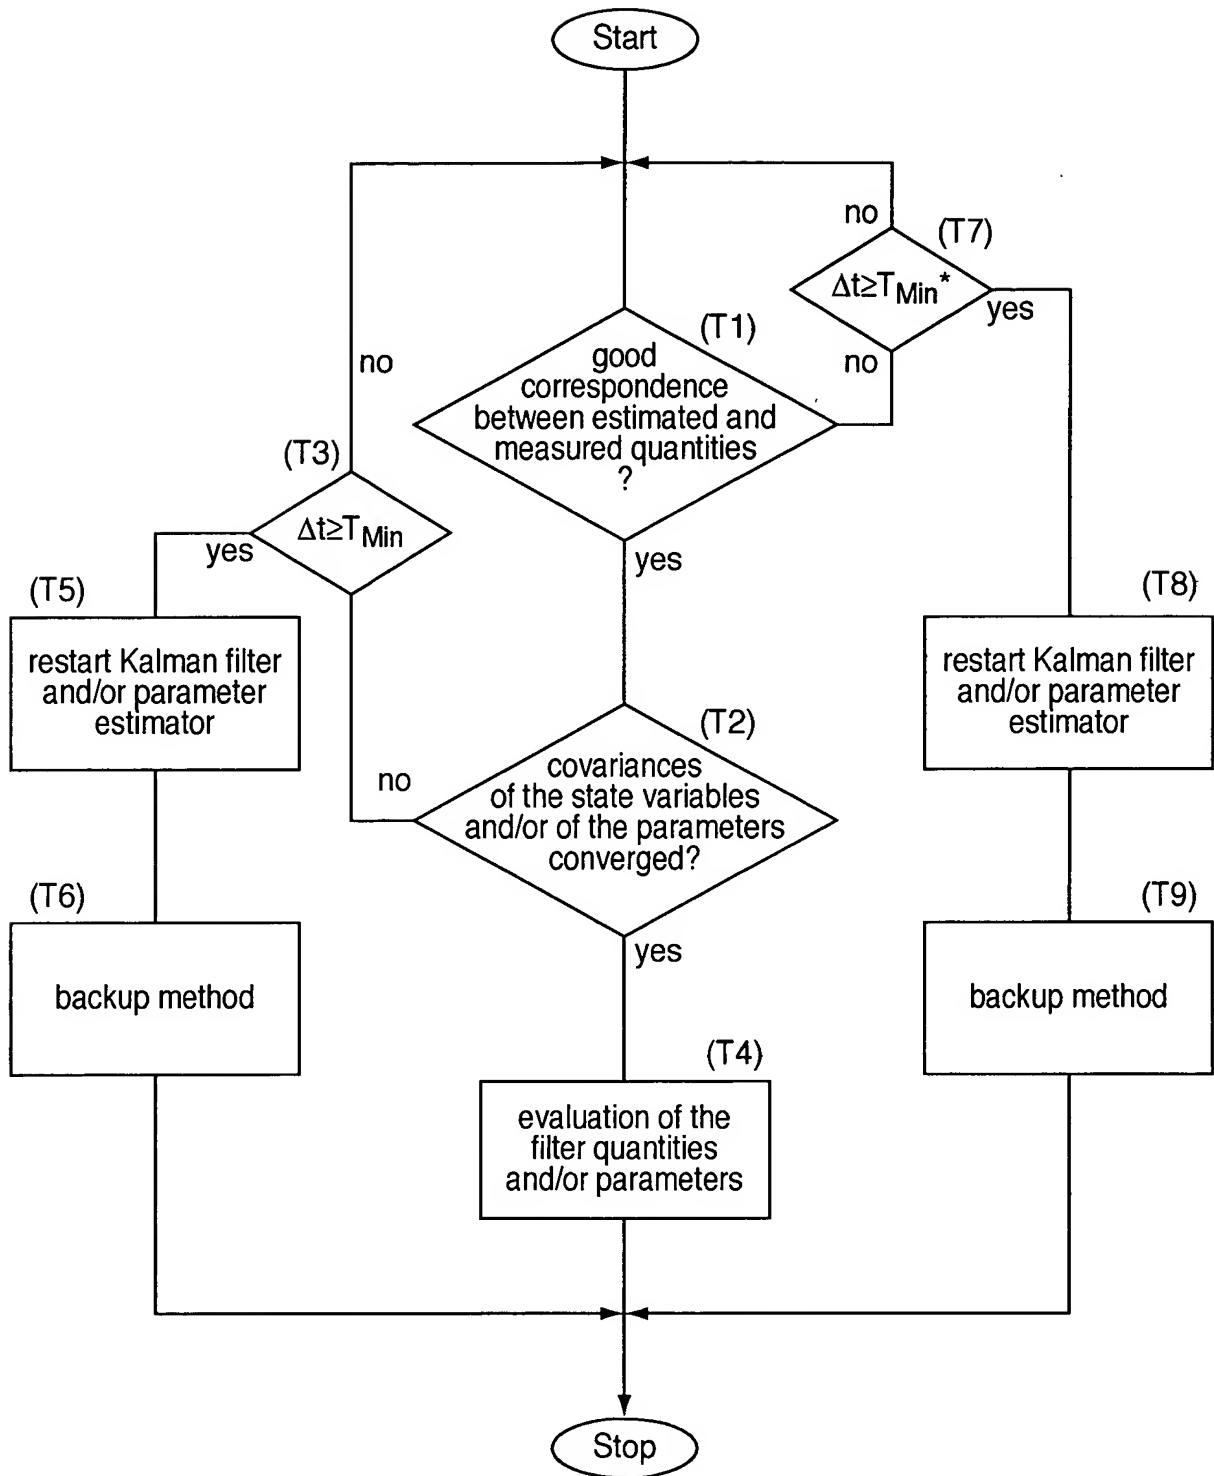 Start
no
(T7)
Δt≥TMin*
yes
(T1)
no
good
correspondence
between estimated and
measured quantities
?
no
(T3)
Δt≥TMin
yes
yes
(T5)
restart Kalman filter
and/or parameter
estimator
(T8)
restart Kalman filter
and/or parameter
estimator
(T2)
no
covariances
of the state variables
and/or of the parameters
converged?
(T6)
backup method
(T9)
backup method
yes
(T4)
evaluation of the
filter quantities
and/or parameters
Stop